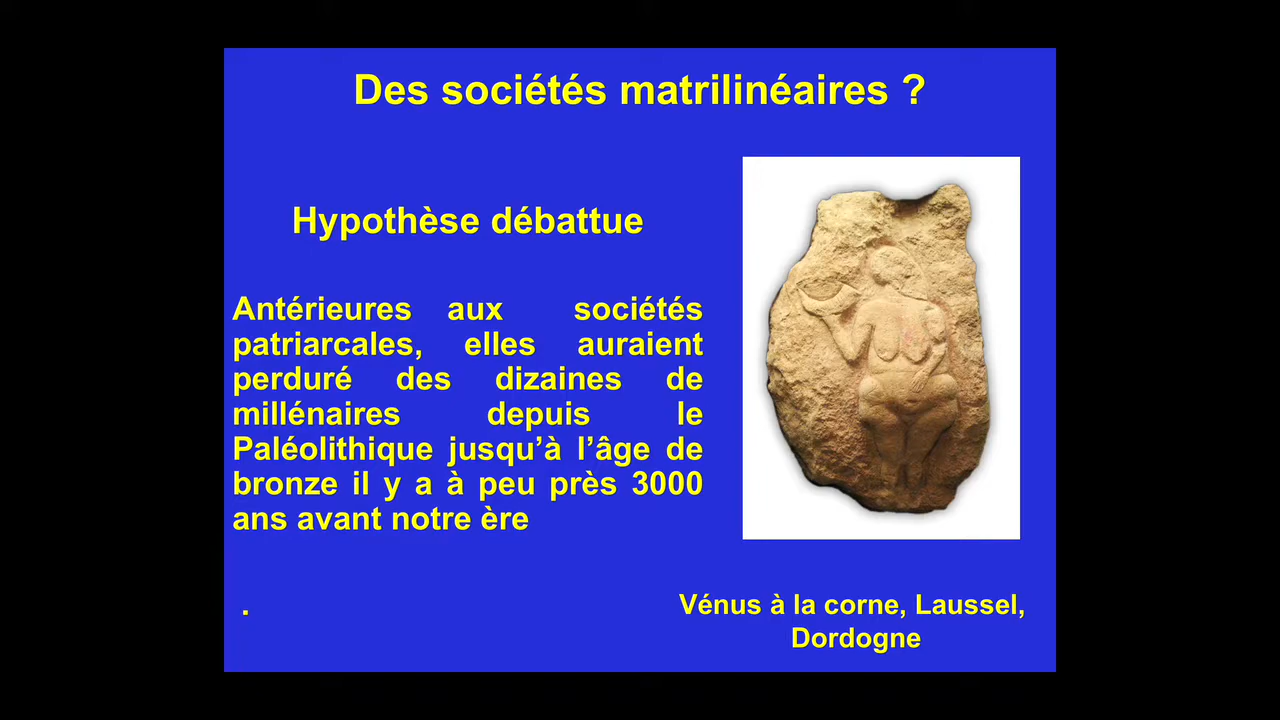 Des sociétés matrilinéaires ?
Hypothèse débattue
Antérieures aux sociétés
patriarcales, elles auraient
perduré des dizaines de
millénaires depuis le
Paléolithique jusqu’à l’âge de
bronze il y a à peu près 3000
ans avant notre ère
.
Vénus à la corne, Laussel,
Dordogne